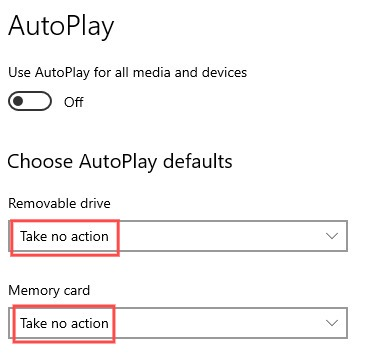 AutoPlay
Use AutoPlay for all media and devices
Off
Choose AutoPlay defaults
Removable drive
Take no action
Memory card
Take no action